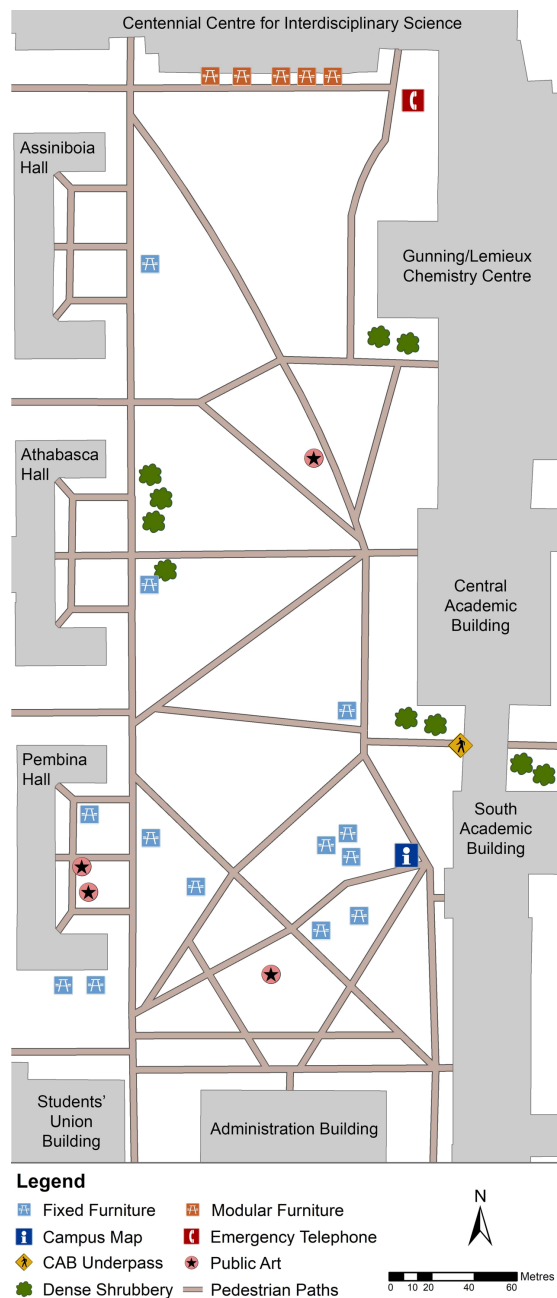 Centennial Centre for Interdisciplinary Science
Assiniboia
Hall
Gunning/Lemieux
Chemistry Centre
Athabasca
Hall
Central
Academic
Building
Pembina
Hall
South
Academic
Building
Students'
Union
Building
Administration Building
Legend
Fixed Furniture
Modular Furniture
Campus Map
Emergency Telephone
CAB Underpass
Public Art
Dense Shrubbery
Pedestrian Paths
N
Metres
0 10 20 40 60